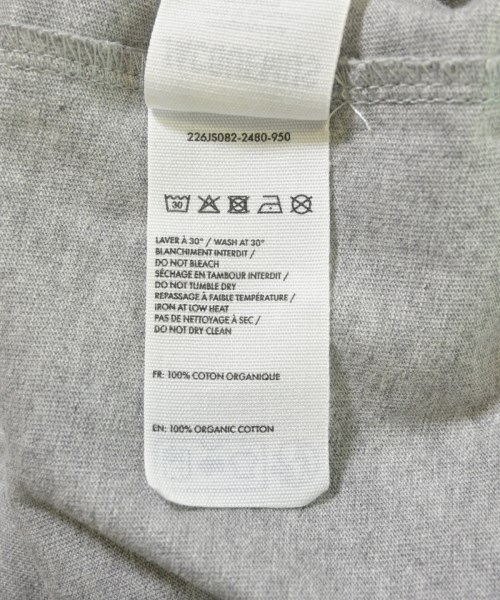 226JS082-2480-950
30
LAVER À 30° / WASH AT 30°
BLANCHIMENT INTERDIT /
DO NOT BLEACH
SÉCHAGE EN TAMBOUR INTERDIT /
DO NOT TUMBLE DRY
REPASSAGE À FAIBLE TEMPÉRATURE /
IRON AT LOW HEAT
PAS DE NETTOYAGE À SEC /
DO NOT DRY CLEAN
FR: 100% COTON ORGANIQUE
EN: 100% ORGANIC COTTON